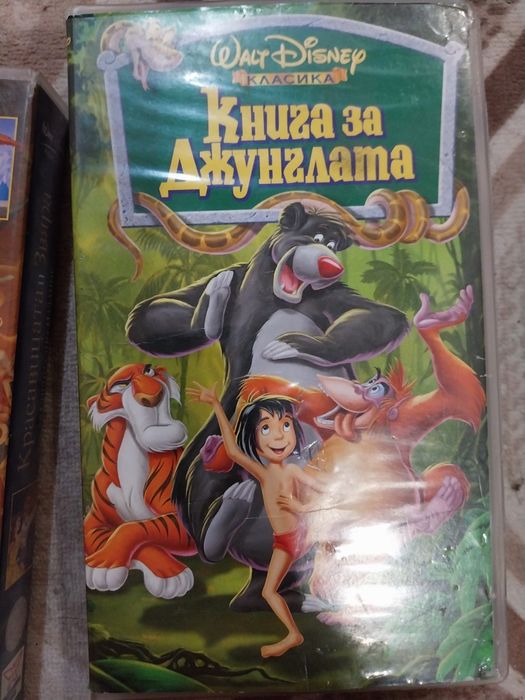 WALT DISNEY
КЛАСИКА
Книга за
Джунглата
Красавицата и Звяра